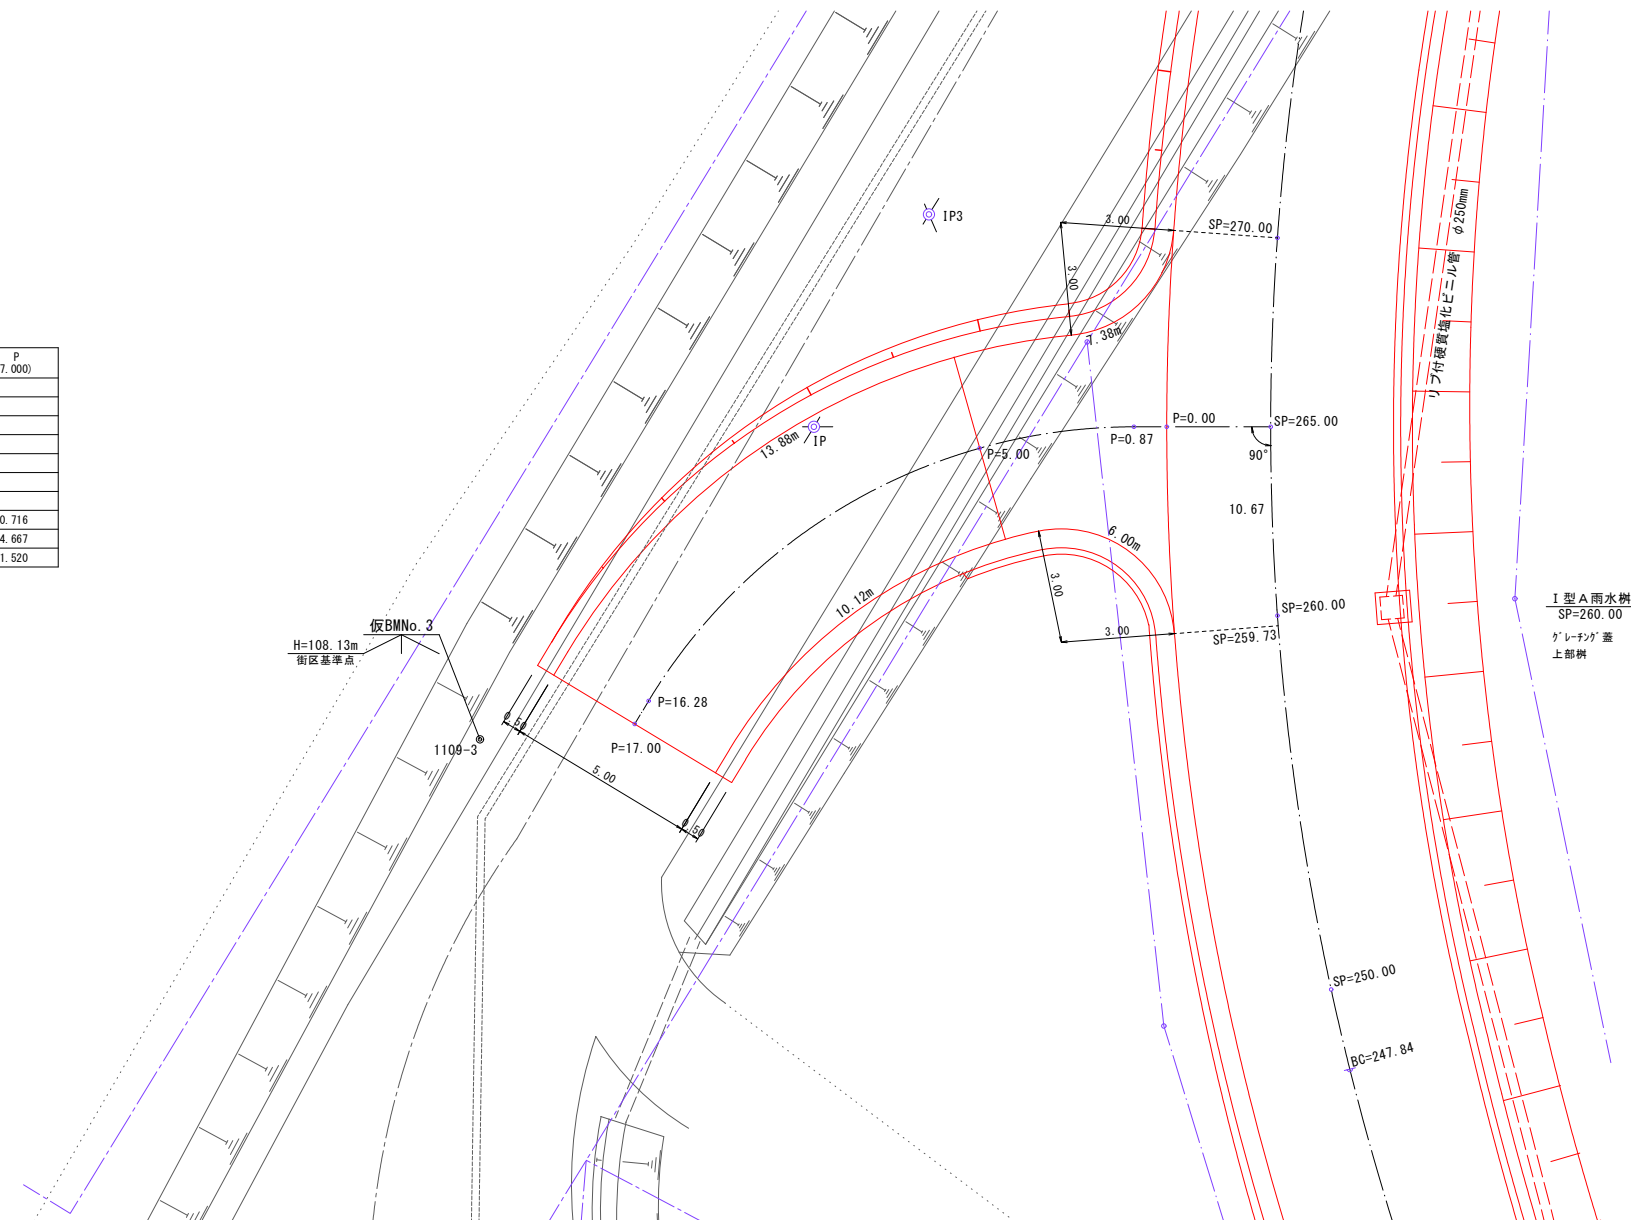 P
7.000)
0.716
4.667
1.520
IP3
3.00
SP=270.00
3.00
φ250mm
リブ付硬質塩化ビニル管
7.38m
P=0.00
SP=265.00
IP
13.88m
P=0.87
P=5.00
90°
10.67
6.00m
10.12m
3.00
SP=260.00
3.00
SP=259.73
Ⅰ型A雨水桝
SP=260.00
グレーチング蓋
上部桝
仮BMNo.3
H=108.13m
街区基準点
1109-3
P=16.28
P=17.00
5.00
SP=250.00
BC=247.84